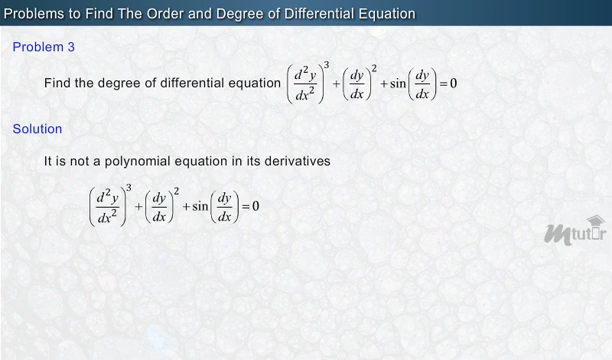 Problems to Find The Order and Degree of Differential Equation
Problem 3
Find the degree of differential equation (d²y/dx²)³ + (dy/dx)² + sin(dy/dx) = 0
Solution
It is not a polynomial equation in its derivatives
(d²y/dx²)³ + (dy/dx)² + sin(dy/dx) = 0
mtutor